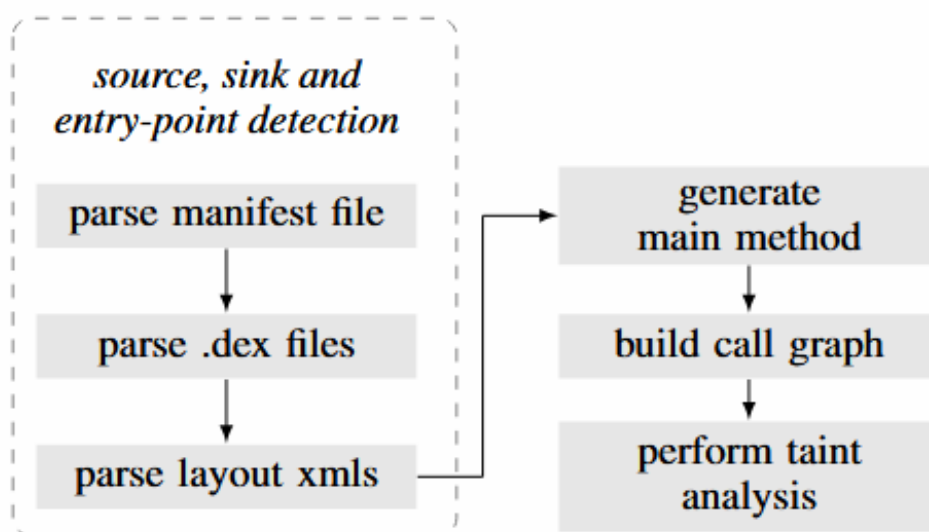 source, sink and
entry-point detection
parse manifest file
parse .dex files
parse layout xmls
generate
main method
build call graph
perform taint
analysis